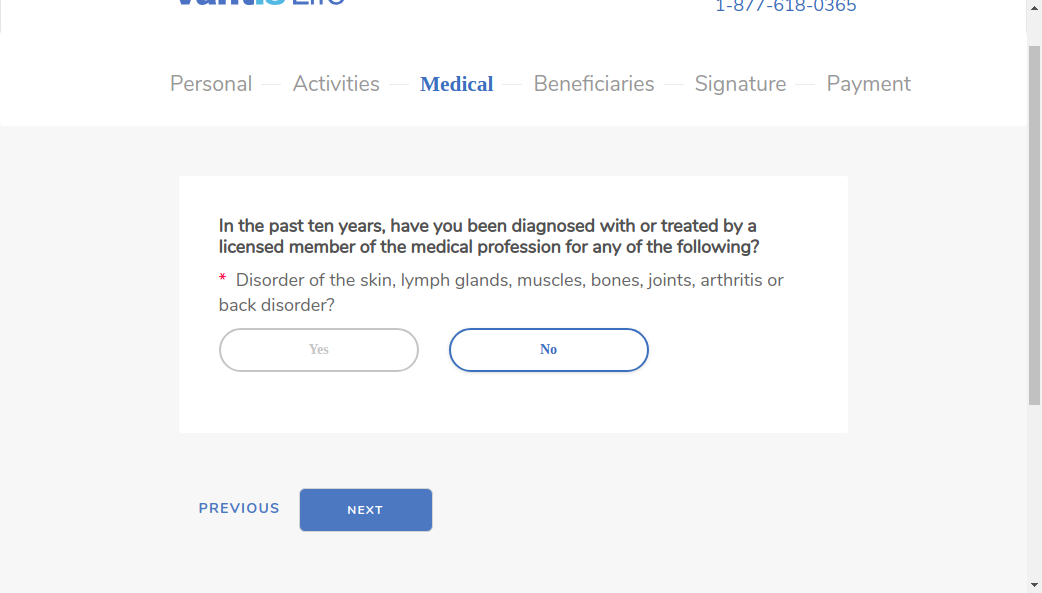 vantis Life
1-877-618-0365
Personal — Activities — Medical — Beneficiaries — Signature — Payment
In the past ten years, have you been diagnosed with or treated by a
licensed member of the medical profession for any of the following?
* Disorder of the skin, lymph glands, muscles, bones, joints, arthritis or
back disorder?
Yes
No
PREVIOUS
NEXT